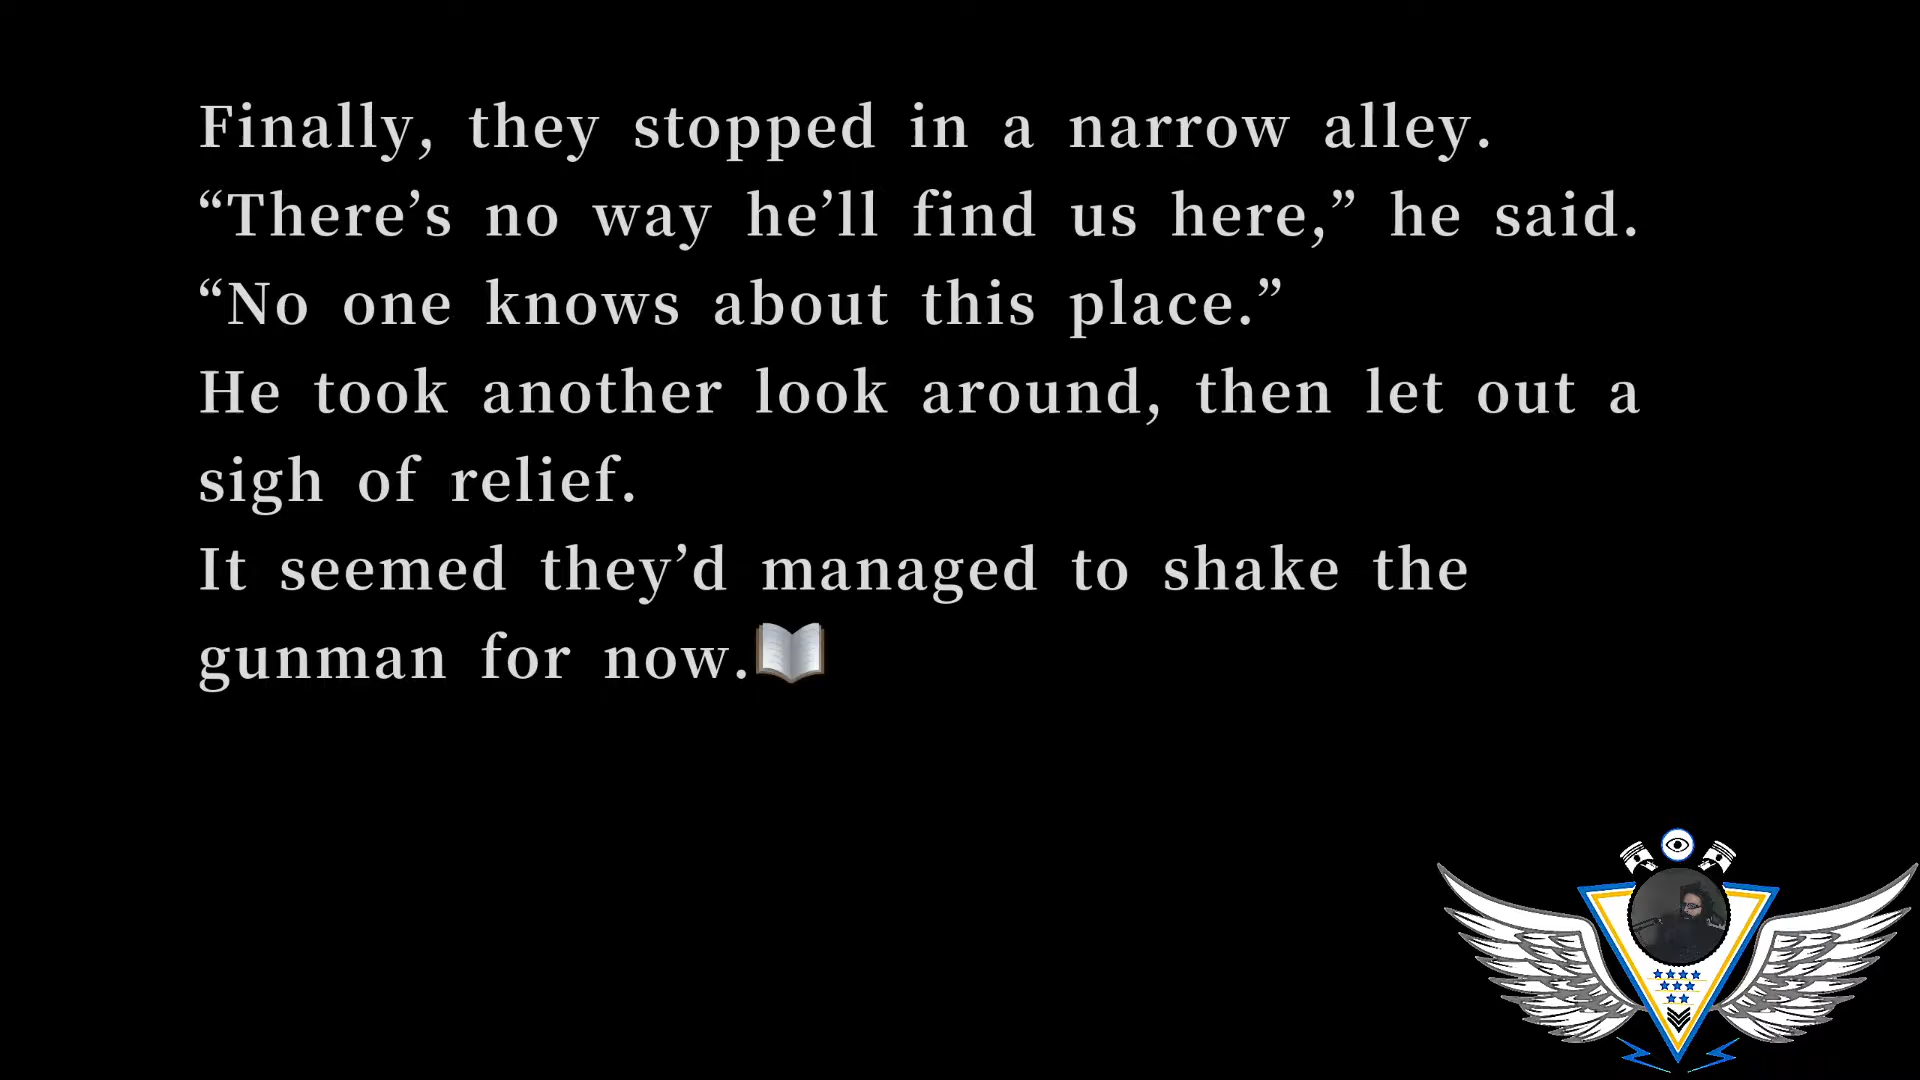 Finally, they stopped in a narrow alley.
“There’s no way he’ll find us here,” he said.
“No one knows about this place.”
He took another look around, then let out a
sigh of relief.
It seemed they’d managed to shake the
gunman for now.